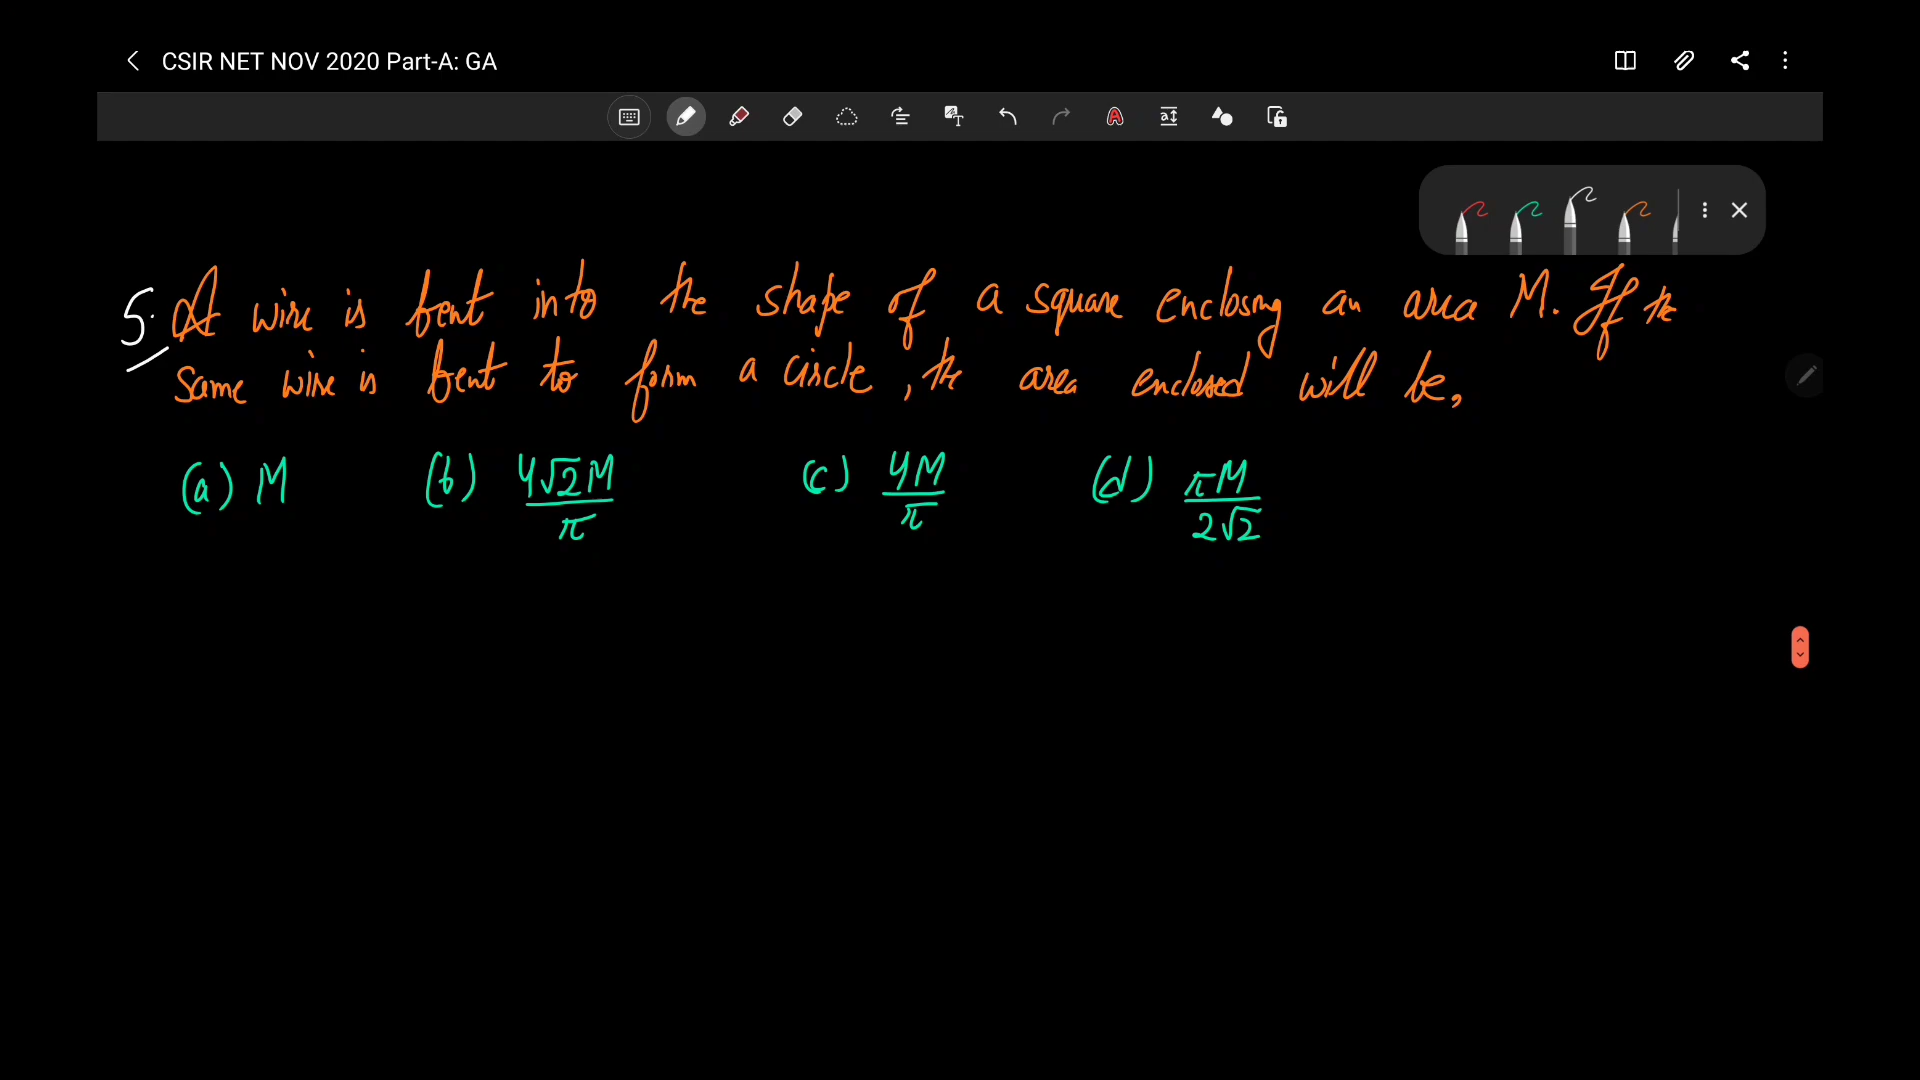 CSIR NET NOV 2020 Part-A: GA
5. A wire is bent into the shape of a square enclosing an area M. If the
same wire is bent to form a circle, the area enclosed will be,
(a) M (b) 4√2M/π (c) 4M/π (d) πM/2√2